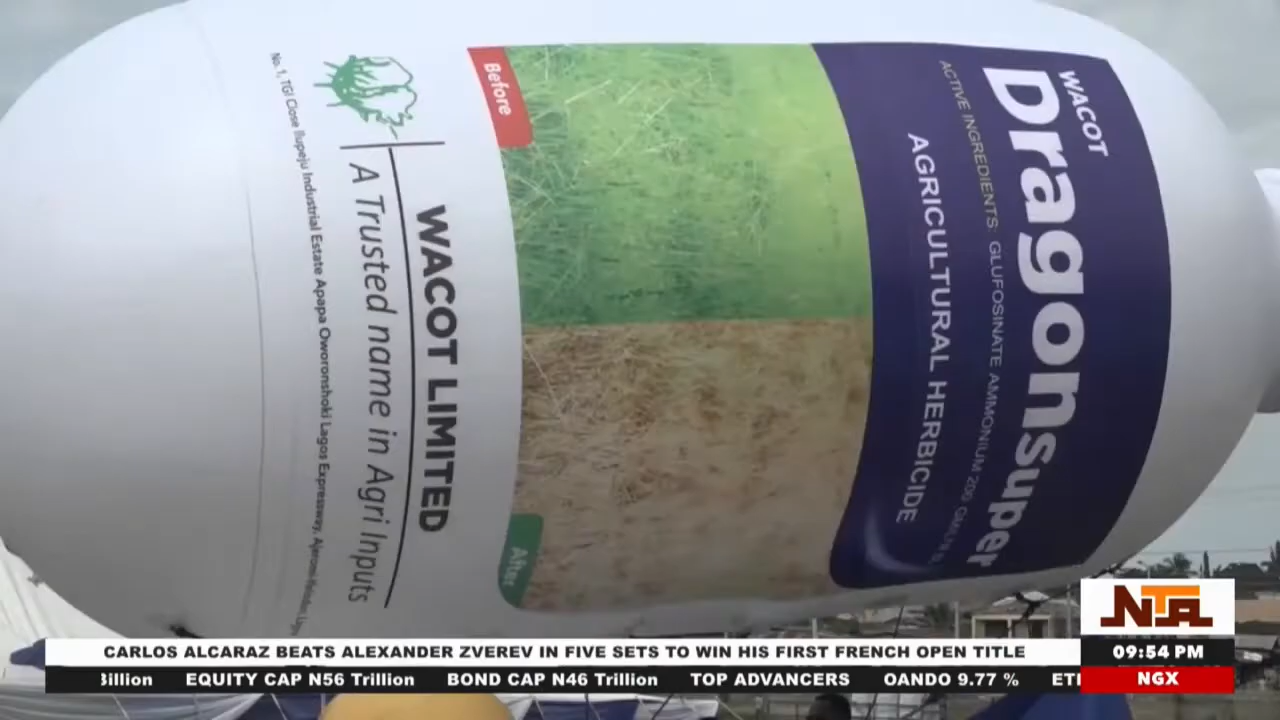 WACOT
Dragonsuper
ACTIVE INGREDIENTS: GLUFOSINATE AMMONIUM 200
AGRICULTURAL HERBICIDE
Before
After
WACOT LIMITED
A Trusted name in Agri Inputs
No. 1, TGI Close Ilupeju Industrial Estate Apapa Oworonshoki Lagos Expressway,
NTA
CARLOS ALCARAZ BEATS ALEXANDER ZVEREV IN FIVE SETS TO WIN HIS FIRST FRENCH OPEN TITLE
09:54 PM
Billion EQUITY CAP N56 Trillion BOND CAP N46 Trillion TOP ADVANCERS OANDO 9.77 % ETI
NGX